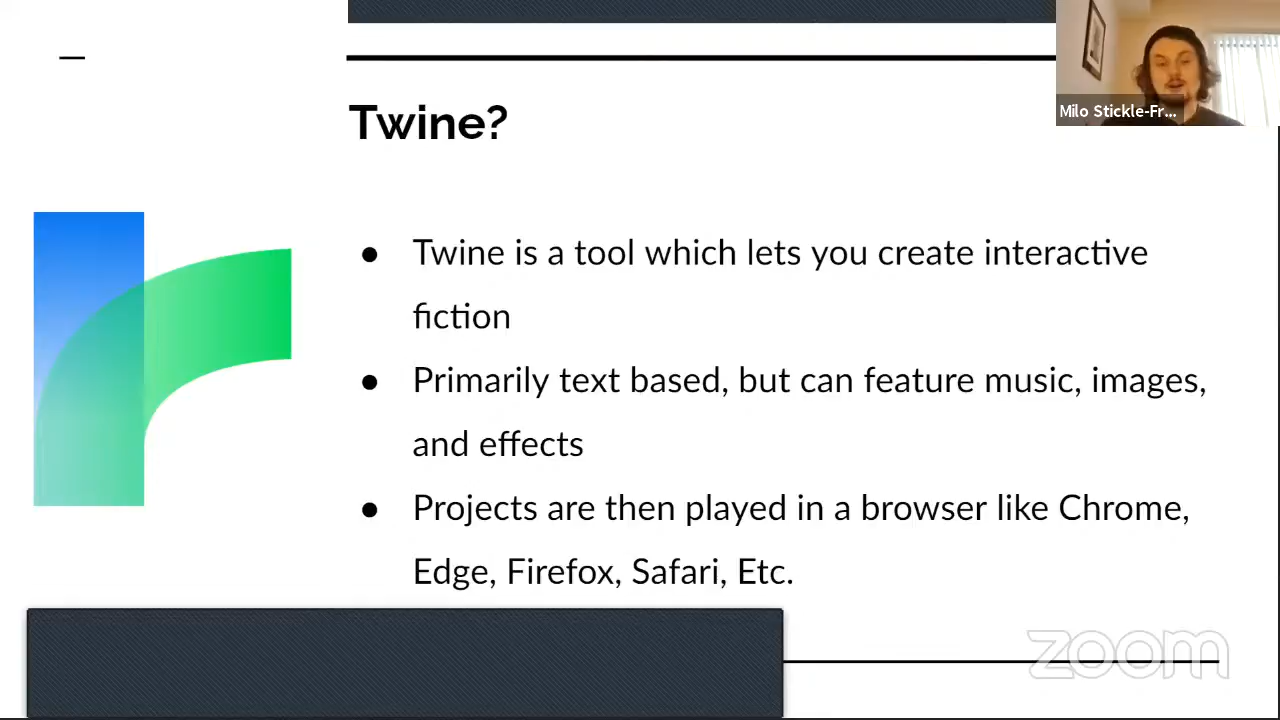 Milo Stickle-Fr...
Twine?
● Twine is a tool which lets you create interactive
fiction
● Primarily text based, but can feature music, images,
and effects
● Projects are then played in a browser like Chrome,
Edge, Firefox, Safari, Etc.
zoom